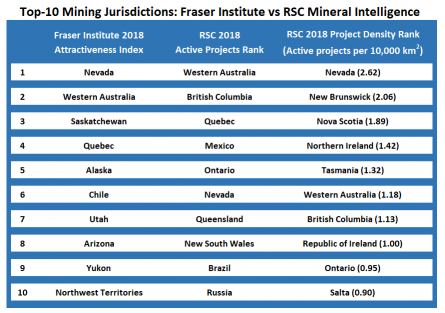 Top-10 Mining Jurisdictions: Fraser Institute vs RSC Mineral Intelligence
Fraser Institute 2018 RSC 2018 RSC 2018 Project Density Rank
Attractiveness Index Active Projects Rank (Active projects per 10,000 km²)
1 Nevada Western Australia Nevada (2.62)
2 Western Australia British Columbia New Brunswick (2.06)
3 Saskatchewan Quebec Nova Scotia (1.89)
4 Quebec Mexico Northern Ireland (1.42)
5 Alaska Ontario Tasmania (1.32)
6 Chile Nevada Western Australia (1.18)
7 Utah Queensland British Columbia (1.13)
8 Arizona New South Wales Republic of Ireland (1.00)
9 Yukon Brazil Ontario (0.95)
10 Northwest Territories Russia Salta (0.90)